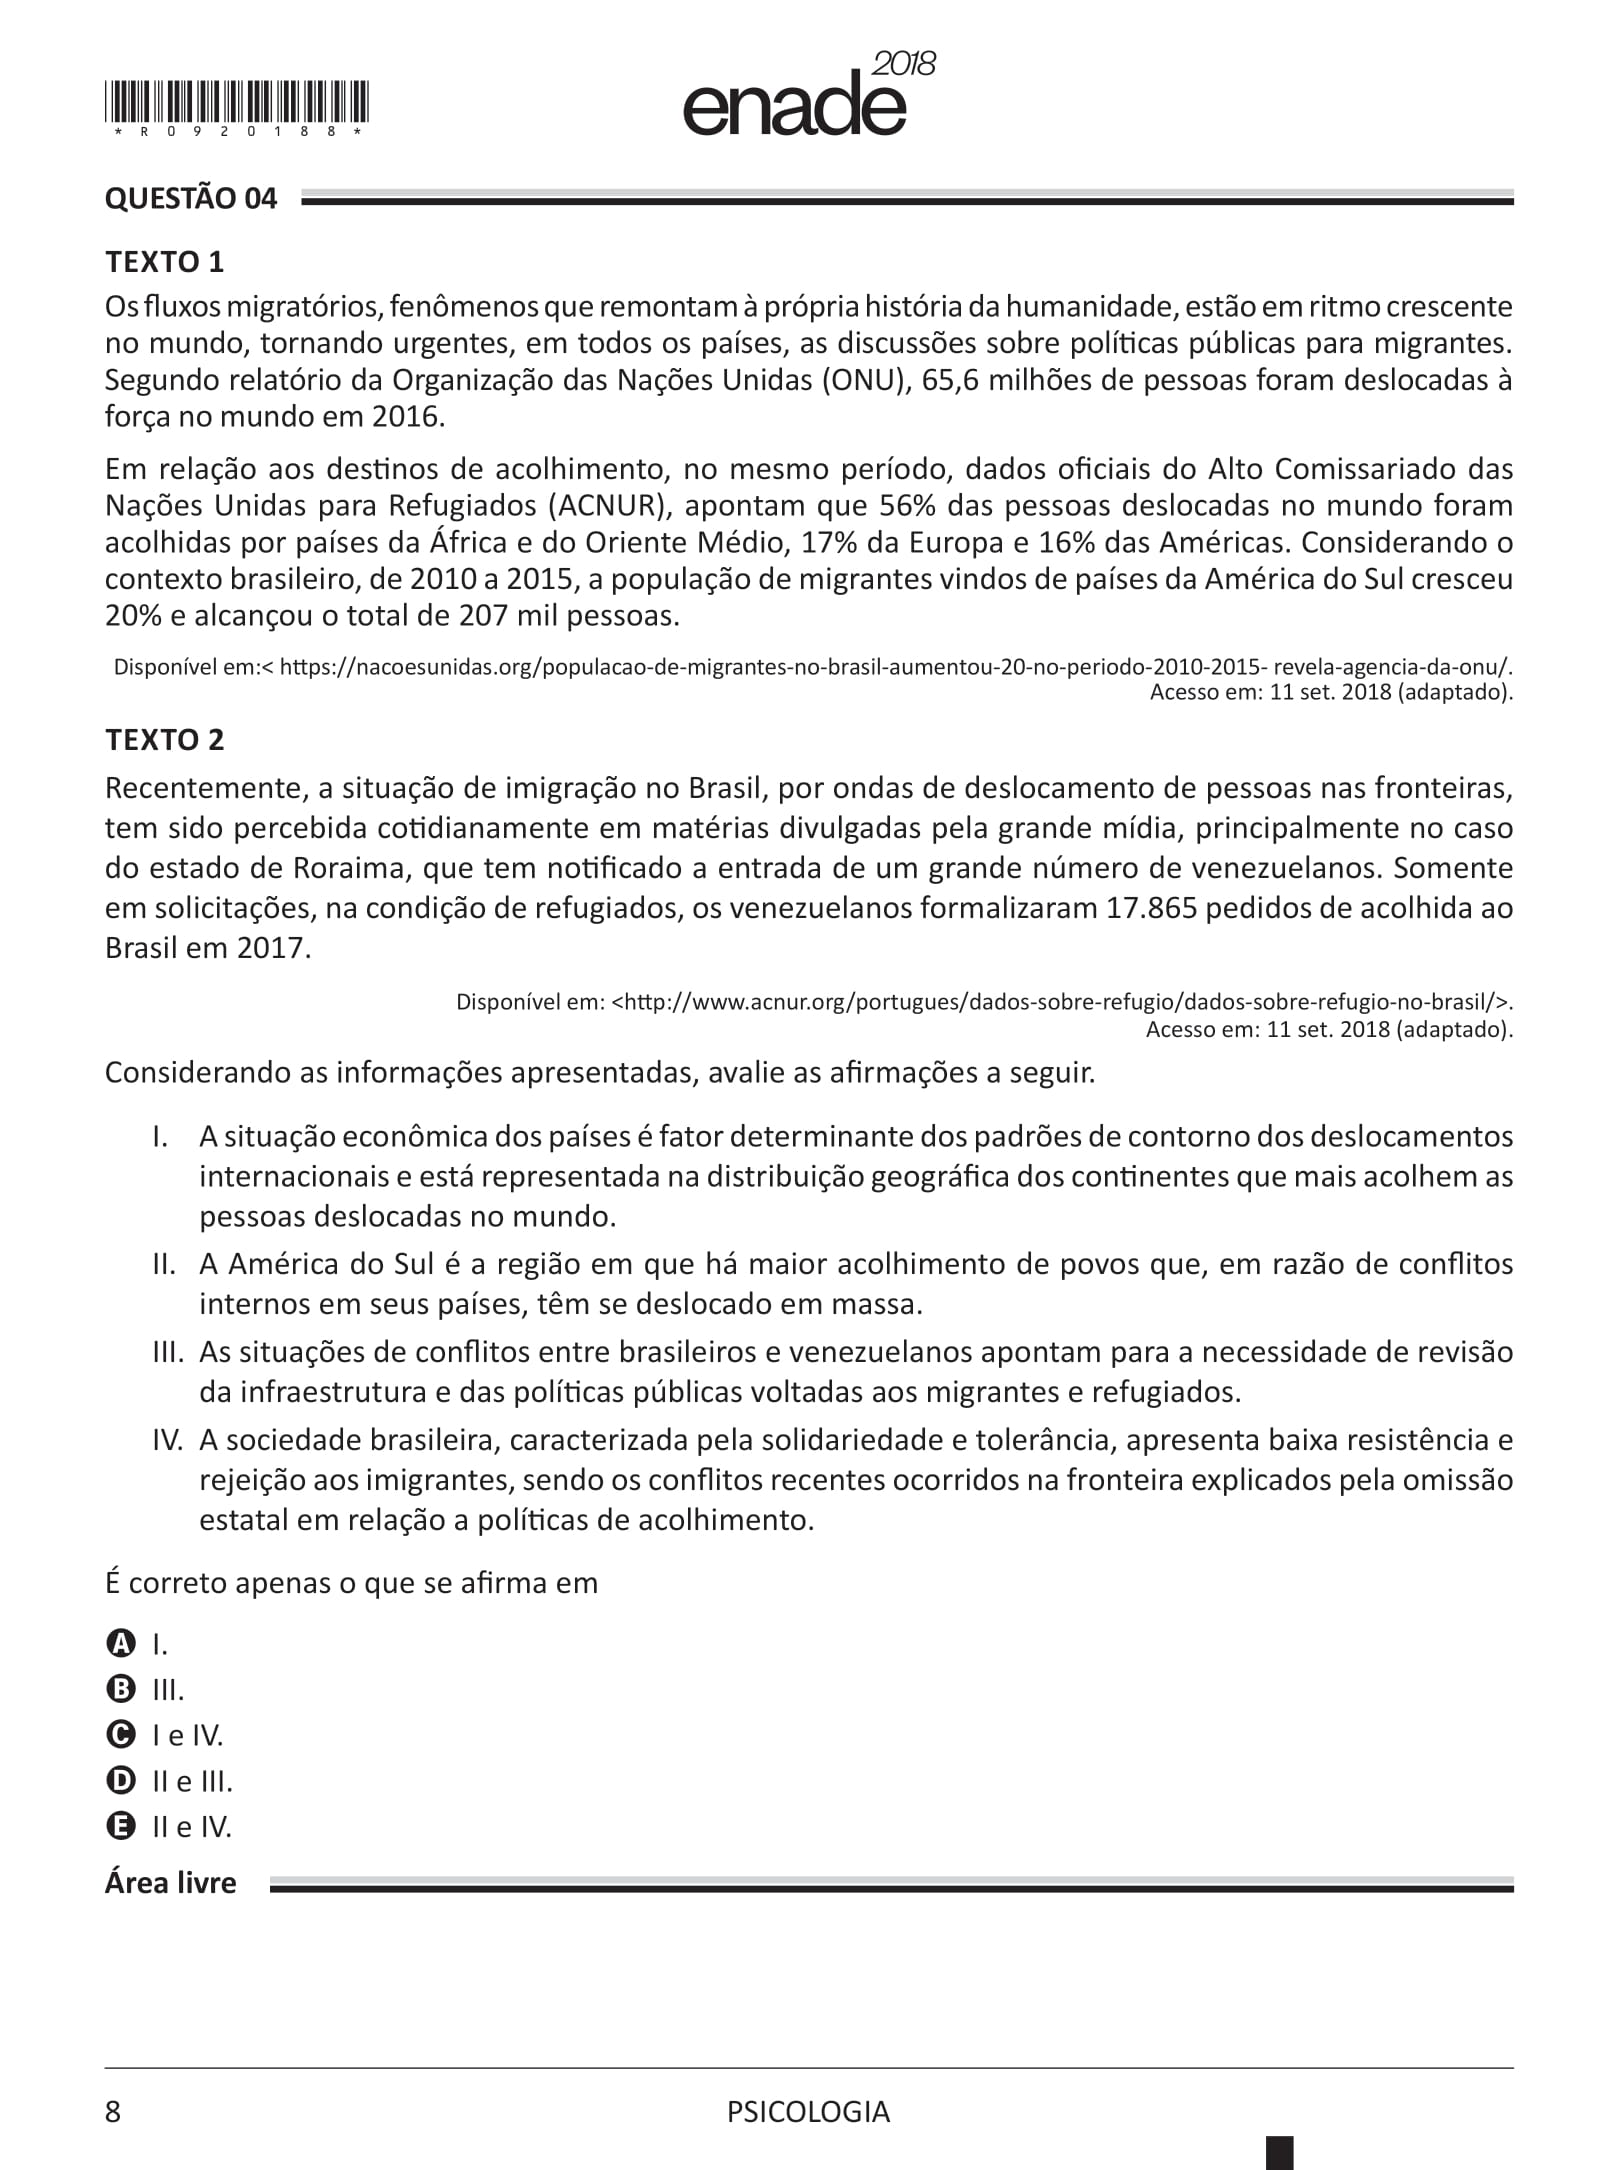 enade 2018
* R 0 9 2 0 1 8 8 *
QUESTÃO 04
TEXTO 1
Os fluxos migratórios, fenômenos que remontam à própria história da humanidade, estão em ritmo crescente
no mundo, tornando urgentes, em todos os países, as discussões sobre políticas públicas para migrantes.
Segundo relatório da Organização das Nações Unidas (ONU), 65,6 milhões de pessoas foram deslocadas à
força no mundo em 2016.
Em relação aos destinos de acolhimento, no mesmo período, dados oficiais do Alto Comissariado das
Nações Unidas para Refugiados (ACNUR), apontam que 56% das pessoas deslocadas no mundo foram
acolhidas por países da África e do Oriente Médio, 17% da Europa e 16% das Américas. Considerando o
contexto brasileiro, de 2010 a 2015, a população de migrantes vindos de países da América do Sul cresceu
20% e alcançou o total de 207 mil pessoas.
Disponível em:< https://nacoesunidas.org/populacao-de-migrantes-no-brasil-aumentou-20-no-periodo-2010-2015- revela-agencia-da-onu/.
Acesso em: 11 set. 2018 (adaptado).
TEXTO 2
Recentemente, a situação de imigração no Brasil, por ondas de deslocamento de pessoas nas fronteiras,
tem sido percebida cotidianamente em matérias divulgadas pela grande mídia, principalmente no caso
do estado de Roraima, que tem notificado a entrada de um grande número de venezuelanos. Somente
em solicitações, na condição de refugiados, os venezuelanos formalizaram 17.865 pedidos de acolhida ao
Brasil em 2017.
Disponível em: <http://www.acnur.org/portugues/dados-sobre-refugio/dados-sobre-refugio-no-brasil/>.
Acesso em: 11 set. 2018 (adaptado).
Considerando as informações apresentadas, avalie as afirmações a seguir.
I. A situação econômica dos países é fator determinante dos padrões de contorno dos deslocamentos
internacionais e está representada na distribuição geográfica dos continentes que mais acolhem as
pessoas deslocadas no mundo.
II. A América do Sul é a região em que há maior acolhimento de povos que, em razão de conflitos
internos em seus países, têm se deslocado em massa.
III. As situações de conflitos entre brasileiros e venezuelanos apontam para a necessidade de revisão
da infraestrutura e das políticas públicas voltadas aos migrantes e refugiados.
IV. A sociedade brasileira, caracterizada pela solidariedade e tolerância, apresenta baixa resistência e
rejeição aos imigrantes, sendo os conflitos recentes ocorridos na fronteira explicados pela omissão
estatal em relação a políticas de acolhimento.
É correto apenas o que se afirma em
A I.
B III.
C I e IV.
D II e III.
E II e IV.
Área livre
8
PSICOLOGIA